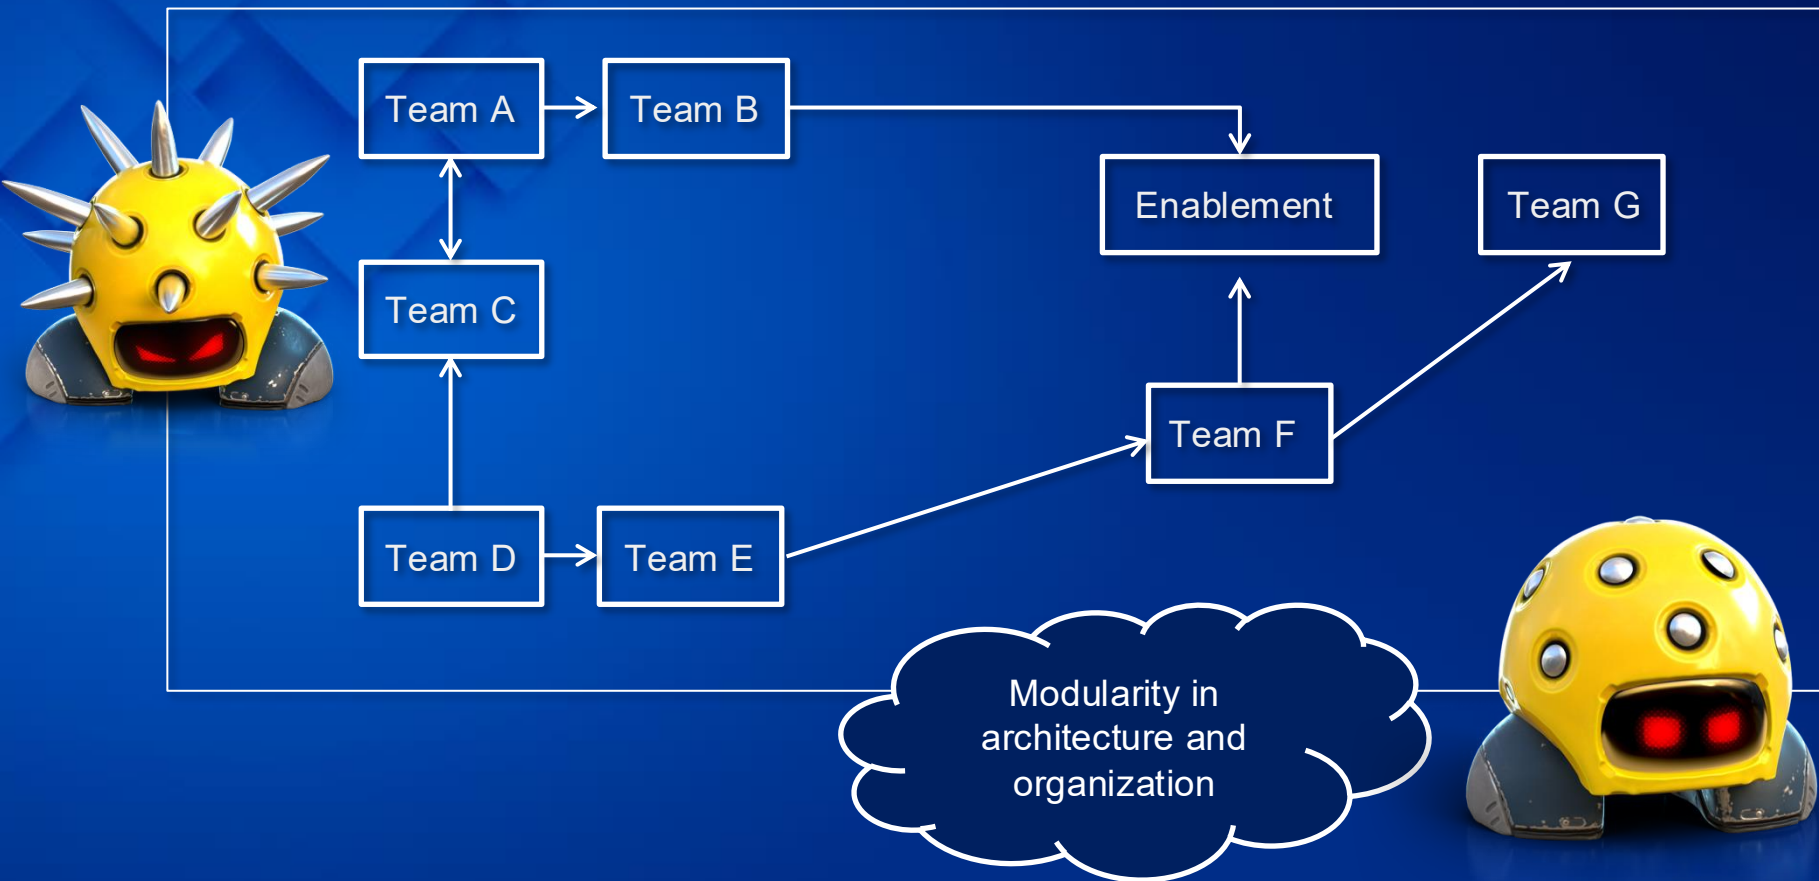 Team A
Team B
Enablement
Team G
Team C
Team F
Team D
Team E
Modularity in
architecture and
organization